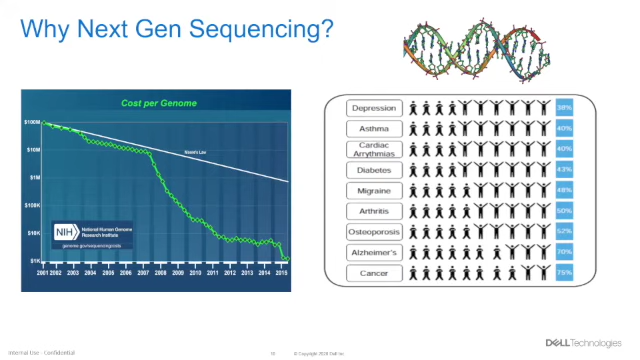 Why Next Gen Sequencing?
Cost per Genome
$100M
$10M
$1M
$100K
$10K
$1K
Moore's Law
NIH
National Human Genome
Research Institute
genome.gov/sequencingcosts
2001 2002 2003 2004 2005 2006 2007 2008 2009 2010 2011 2012 2013 2014 2015
Depression 38%
Asthma 40%
Cardiac
Arrythmias 40%
Diabetes 43%
Migraine 48%
Arthritis 50%
Osteoporosis 52%
Alzheimer's 70%
Cancer 75%
Internal Use - Confidential
© Copyright 2020 Dell Inc.
DELL Technologies